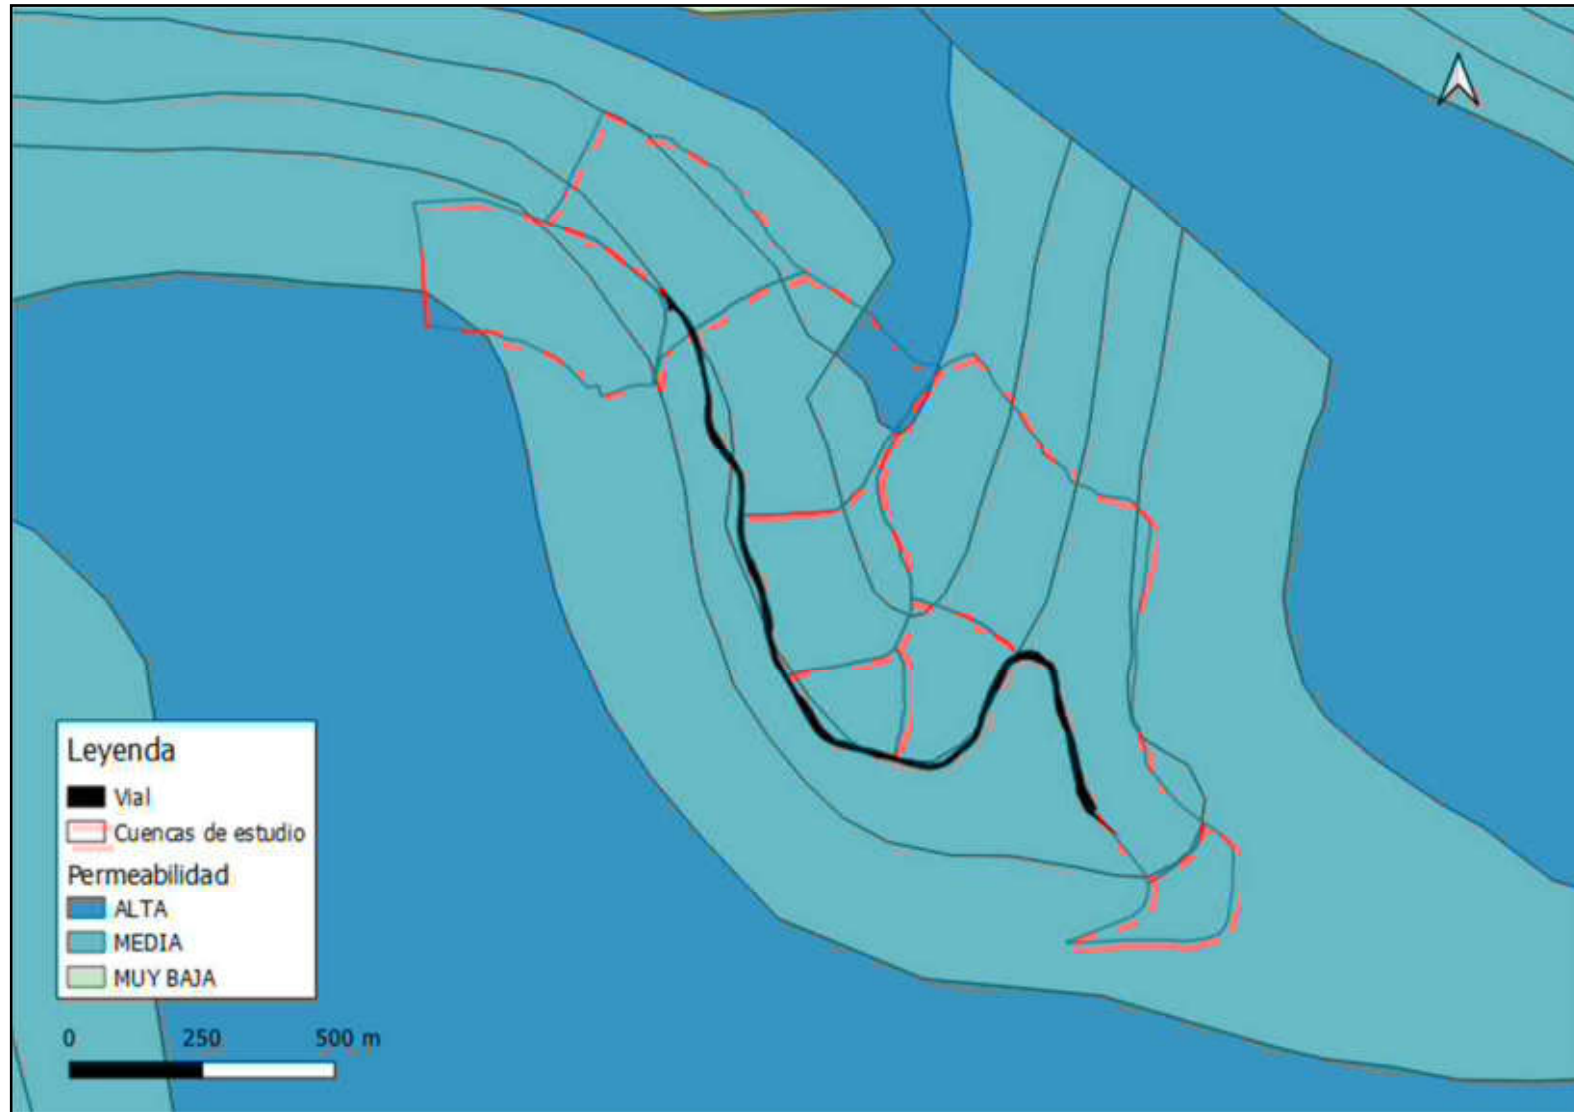 Leyenda
Vial
Cuencas de estudio
Permeabilidad
ALTA
MEDIA
MUY BAJA
0 250 500 m